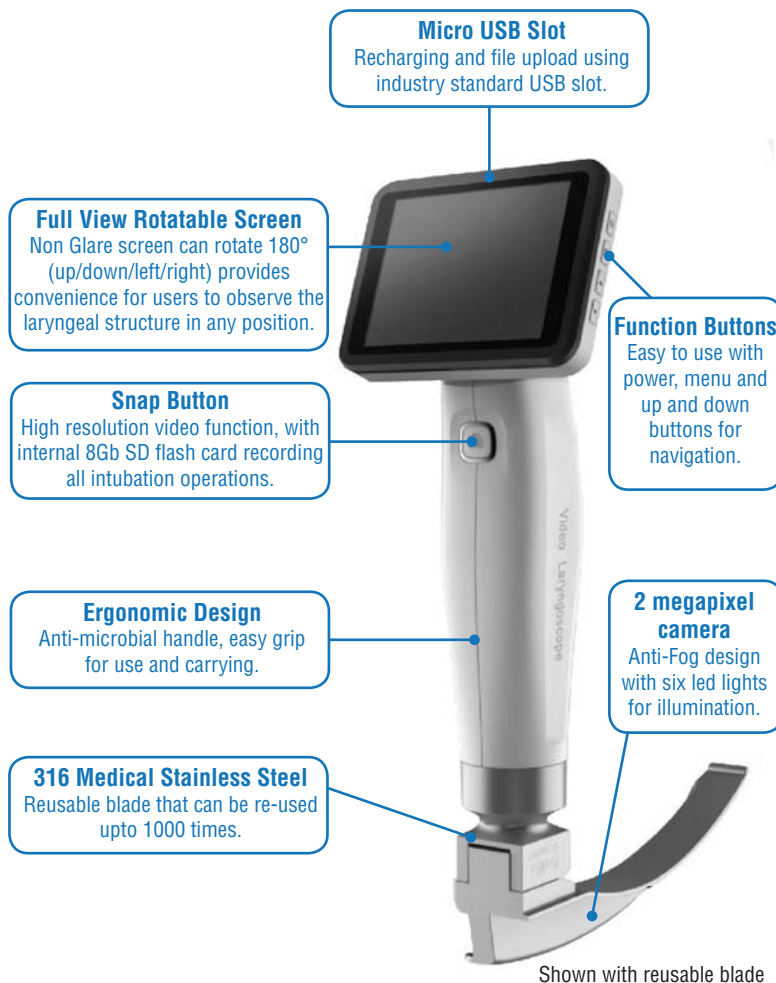 Micro USB Slot
Recharging and file upload using
industry standard USB slot.
Full View Rotatable Screen
Non Glare screen can rotate 180°
(up/down/left/right) provides
convenience for users to observe the
laryngeal structure in any position.
Function Buttons
Easy to use with
power, menu and
up and down
buttons for
navigation.
Snap Button
High resolution video function, with
internal 8Gb SD flash card recording
all intubation operations.
Video Laryngoscope
Ergonomic Design
Anti-microbial handle, easy grip
for use and carrying.
2 megapixel
camera
Anti-Fog design
with six led lights
for illumination.
316 Medical Stainless Steel
Reusable blade that can be re-used
upto 1000 times.
Shown with reusable blade